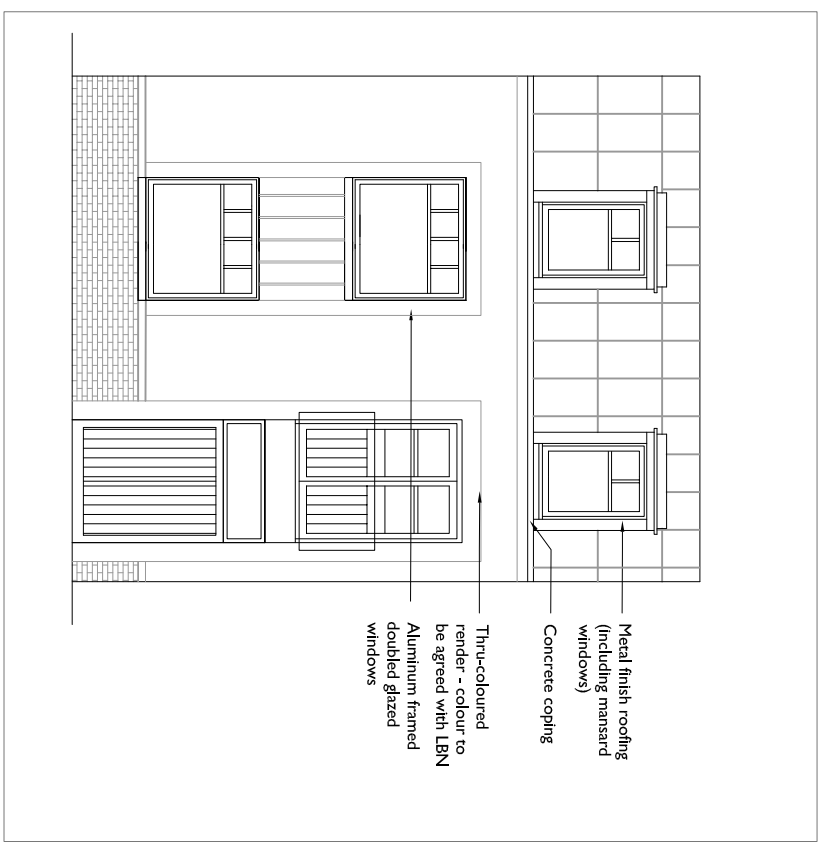 Metal finish roofing
(including mansard
windows)
Concrete coping
Thru-coloured
render - colour to
be agreed with LBN
Aluminum framed
doubled glazed
windows